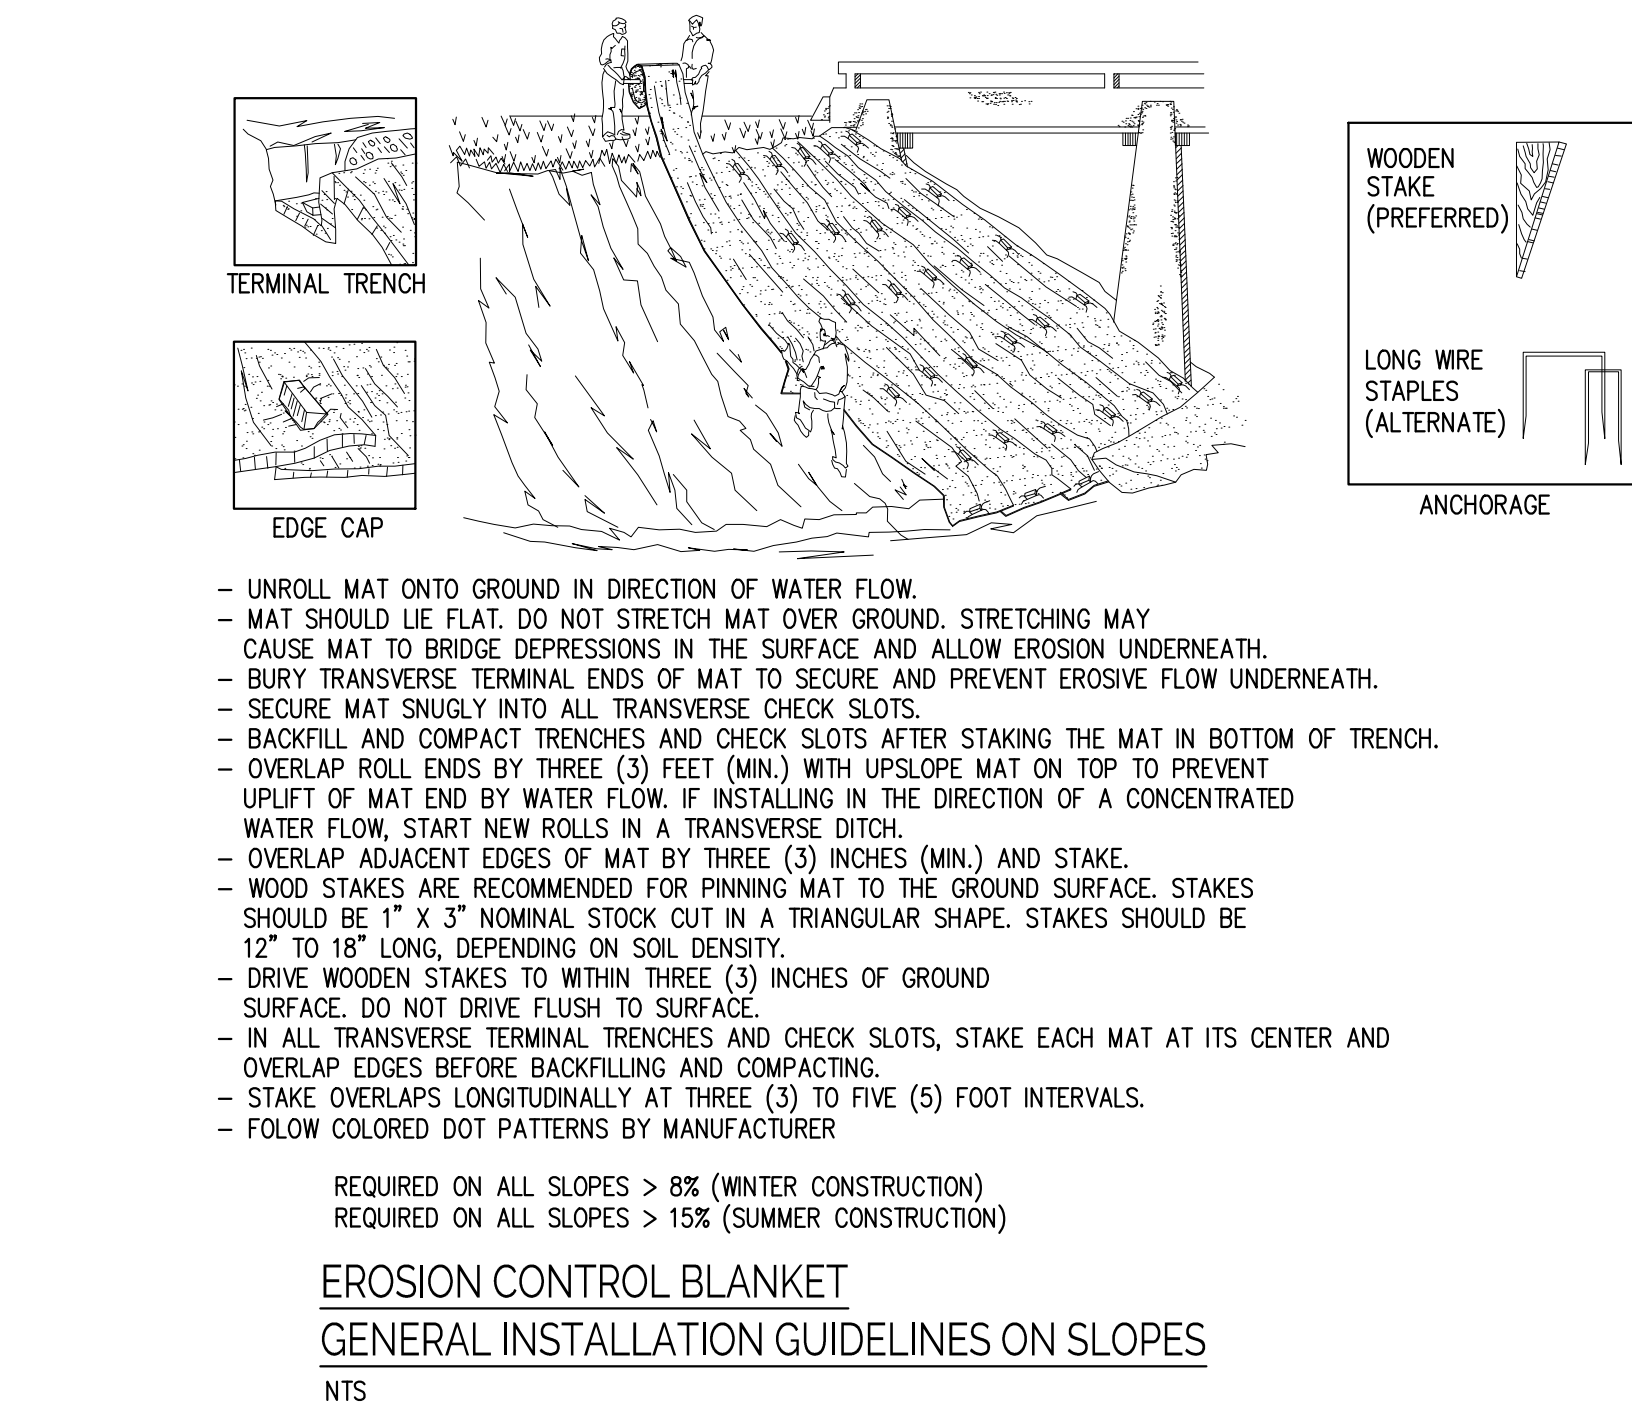 TERMINAL TRENCH
EDGE CAP
WOODEN
STAKE
(PREFERRED)
LONG WIRE
STAPLES
(ALTERNATE)
ANCHORAGE
– UNROLL MAT ONTO GROUND IN DIRECTION OF WATER FLOW.
– MAT SHOULD LIE FLAT. DO NOT STRETCH MAT OVER GROUND. STRETCHING MAY
CAUSE MAT TO BRIDGE DEPRESSIONS IN THE SURFACE AND ALLOW EROSION UNDERNEATH.
– BURY TRANSVERSE TERMINAL ENDS OF MAT TO SECURE AND PREVENT EROSIVE FLOW UNDERNEATH.
– SECURE MAT SNUGLY INTO ALL TRANSVERSE CHECK SLOTS.
– BACKFILL AND COMPACT TRENCHES AND CHECK SLOTS AFTER STAKING THE MAT IN BOTTOM OF TRENCH.
– OVERLAP ROLL ENDS BY THREE (3) FEET (MIN.) WITH UPSLOPE MAT ON TOP TO PREVENT
UPLIFT OF MAT END BY WATER FLOW. IF INSTALLING IN THE DIRECTION OF A CONCENTRATED
WATER FLOW, START NEW ROLLS IN A TRANSVERSE DITCH.
– OVERLAP ADJACENT EDGES OF MAT BY THREE (3) INCHES (MIN.) AND STAKE.
– WOOD STAKES ARE RECOMMENDED FOR PINNING MAT TO THE GROUND SURFACE. STAKES
SHOULD BE 1" X 3" NOMINAL STOCK CUT IN A TRIANGULAR SHAPE. STAKES SHOULD BE
12" TO 18" LONG, DEPENDING ON SOIL DENSITY.
– DRIVE WOODEN STAKES TO WITHIN THREE (3) INCHES OF GROUND
SURFACE. DO NOT DRIVE FLUSH TO SURFACE.
– IN ALL TRANSVERSE TERMINAL TRENCHES AND CHECK SLOTS, STAKE EACH MAT AT ITS CENTER AND
OVERLAP EDGES BEFORE BACKFILLING AND COMPACTING.
– STAKE OVERLAPS LONGITUDINALLY AT THREE (3) TO FIVE (5) FOOT INTERVALS.
– FOLOW COLORED DOT PATTERNS BY MANUFACTURER
REQUIRED ON ALL SLOPES > 8% (WINTER CONSTRUCTION)
REQUIRED ON ALL SLOPES > 15% (SUMMER CONSTRUCTION)
EROSION CONTROL BLANKET
GENERAL INSTALLATION GUIDELINES ON SLOPES
NTS